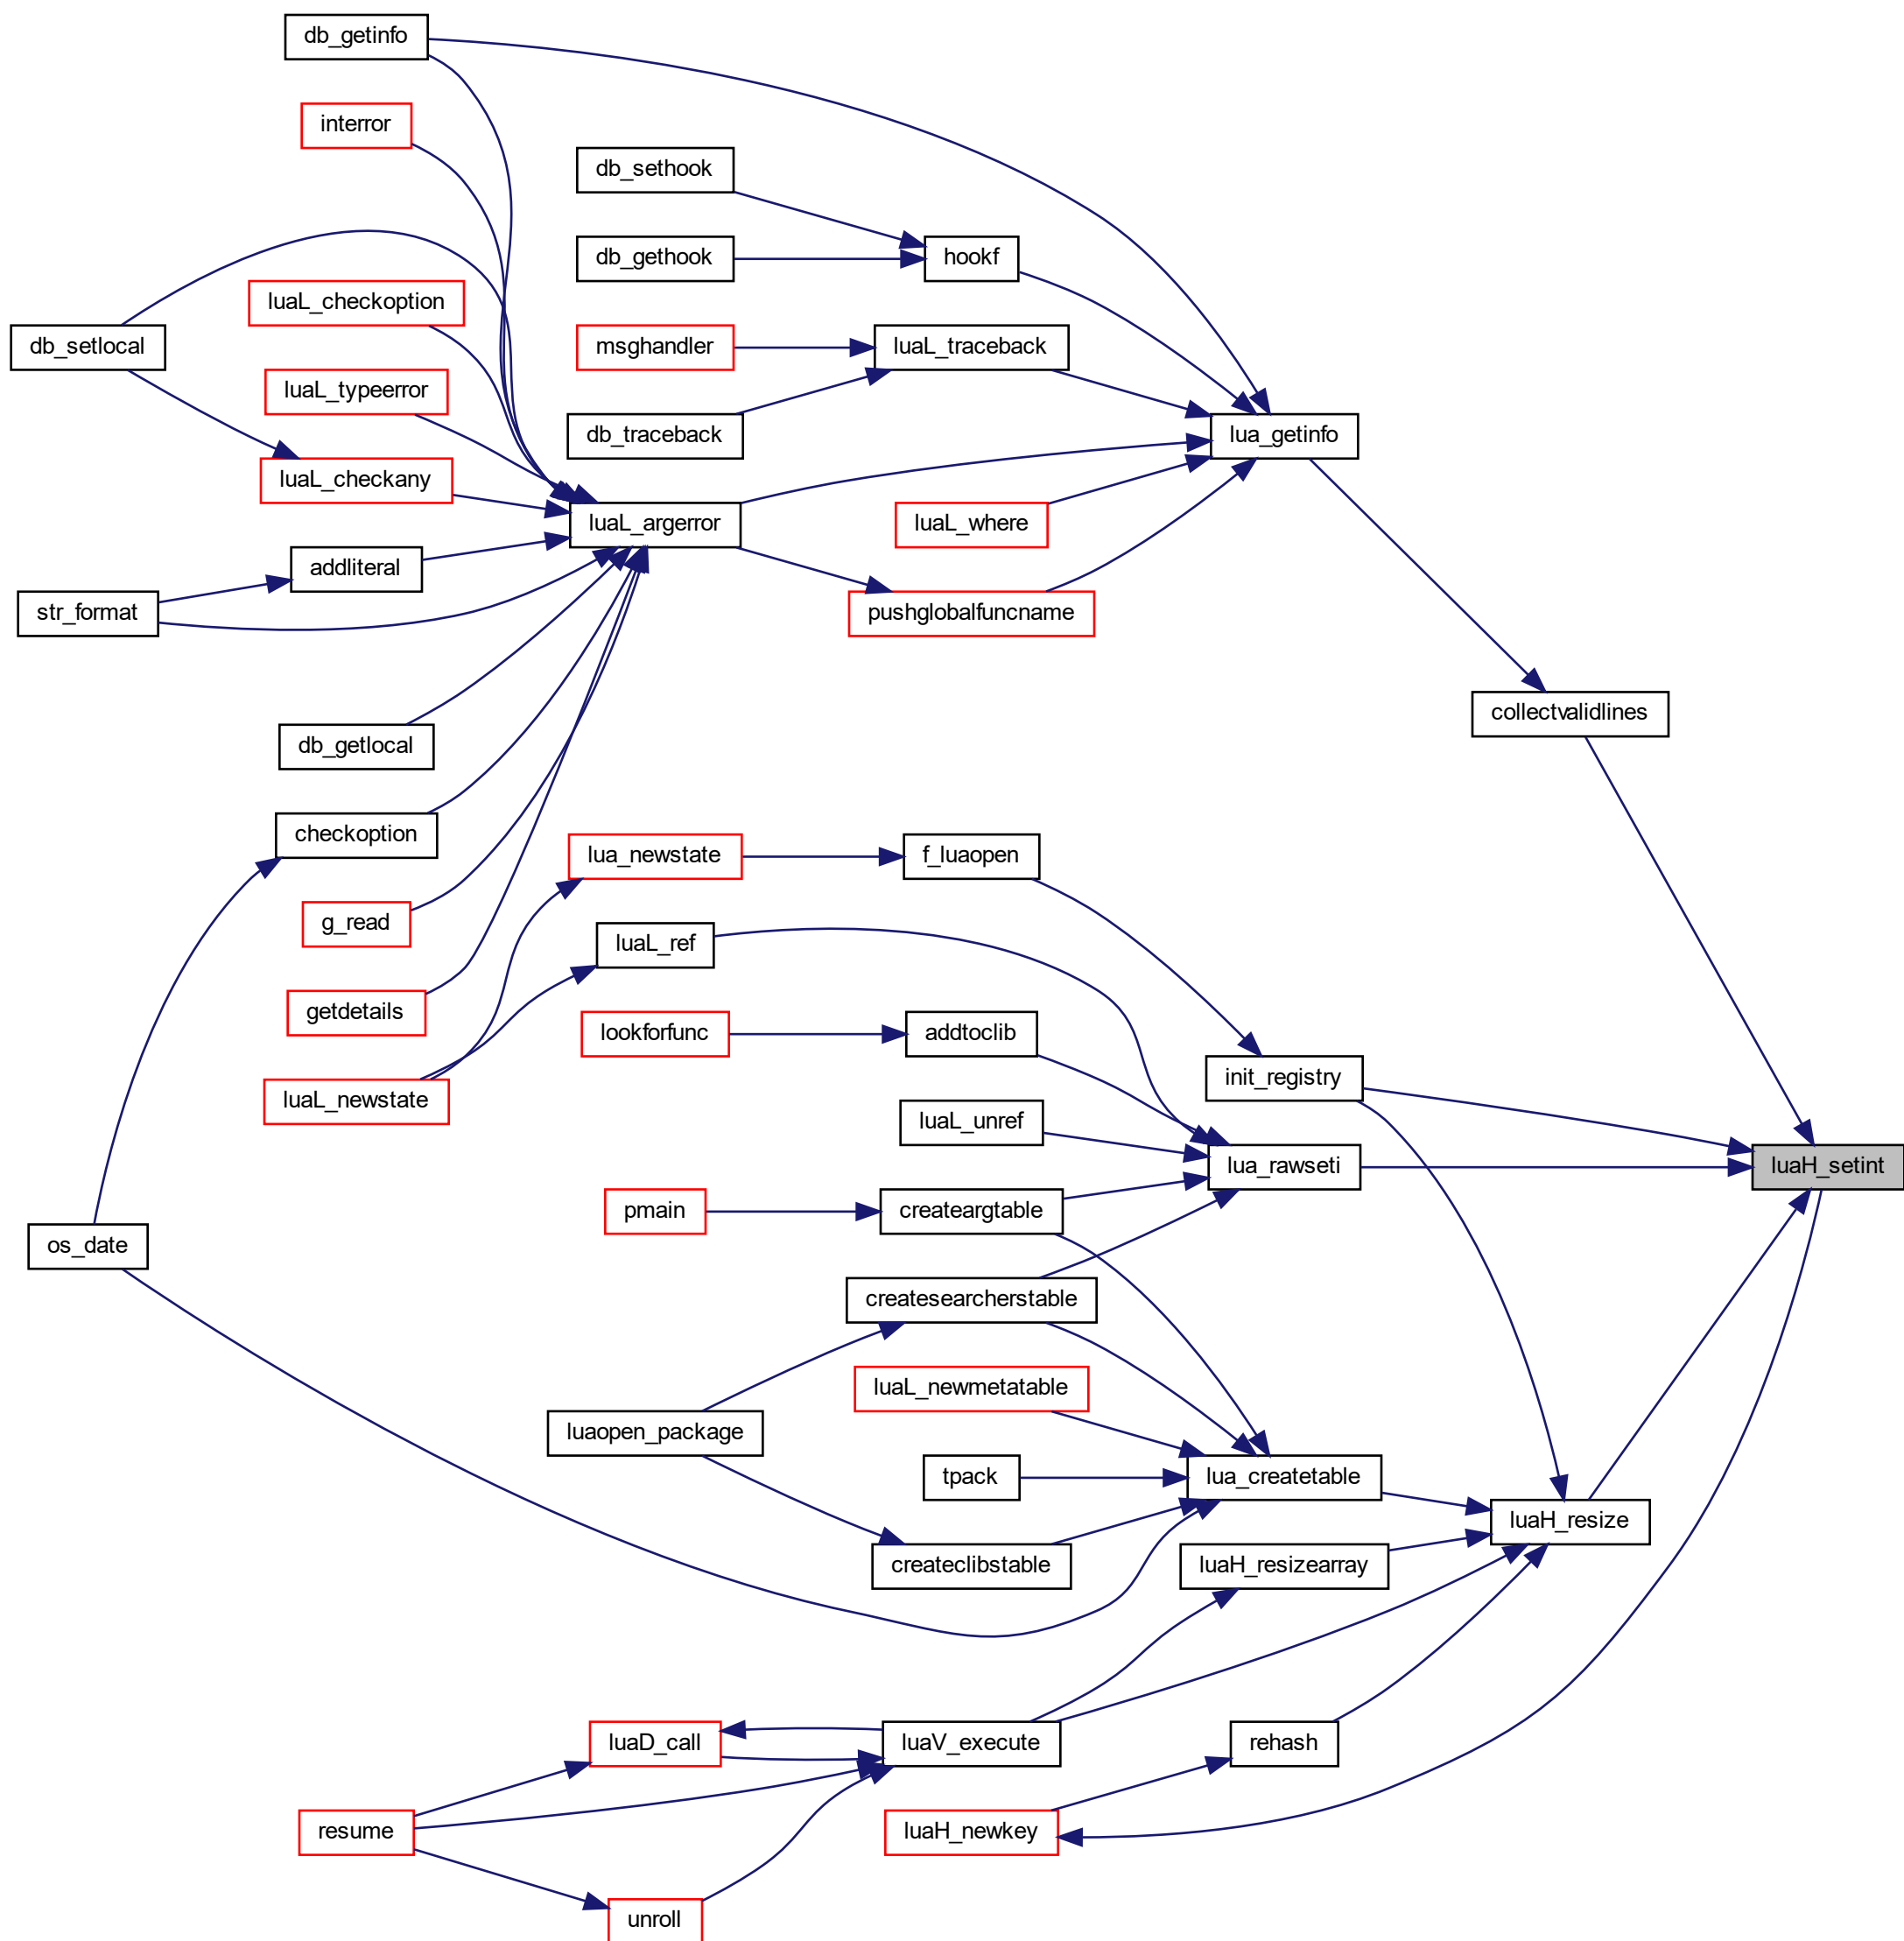 db_getinfo
interror
db_sethook
db_gethook
hookf
luaL_checkoption
db_setlocal
msghandler
luaL_traceback
luaL_typeerror
db_traceback
lua_getinfo
luaL_checkany
luaL_argerror
luaL_where
addliteral
str_format
pushglobalfuncname
collectvalidlines
db_getlocal
checkoption
lua_newstate
f_luaopen
g_read
luaL_ref
getdetails
lookforfunc
addtoclib
init_registry
luaL_newstate
luaL_unref
lua_rawseti
luaH_setint
pmain
createargtable
os_date
createsearcherstable
luaL_newmetatable
luaopen_package
tpack
lua_createtable
luaH_resize
createclibstable
luaH_resizearray
luaD_call
luaV_execute
rehash
resume
luaH_newkey
unroll